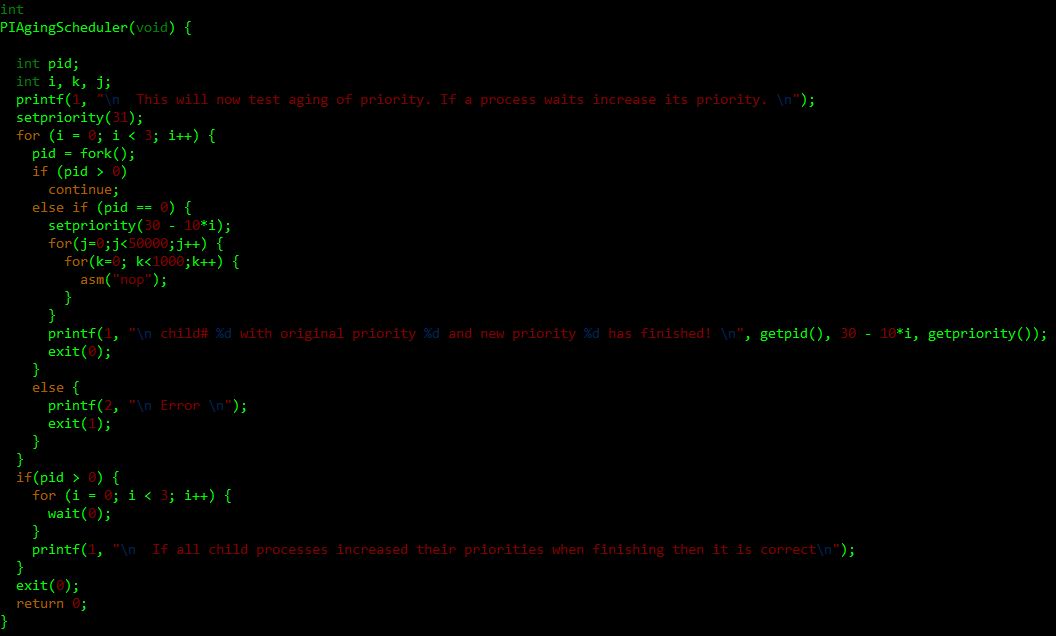 int
PIAgingScheduler(void) {

  int pid;
  int i, k, j;
  printf(1, "\n  This will now test aging of priority. If a process waits increase its priority. \n");
  setpriority(31);
  for (i = 0; i < 3; i++) {
    pid = fork();
    if (pid > 0)
      continue;
    else if (pid == 0) {
      setpriority(30 - 10*i);
      for(j=0;j<50000;j++) {
        for(k=0; k<1000;k++) {
          asm("nop");
        }
      }
      printf(1, "\n child# %d with original priority %d and new priority %d has finished! \n", getpid(), 30 - 10*i, getpriority());
      exit(0);
    }
    else {
      printf(2, "\n Error \n");
      exit(1);
    }
  }
  if(pid > 0) {
    for (i = 0; i < 3; i++) {
      wait(0);
    }
    printf(1, "\n  If all child processes increased their priorities when finishing then it is correct\n");
  }
  exit(0);
  return 0;
}